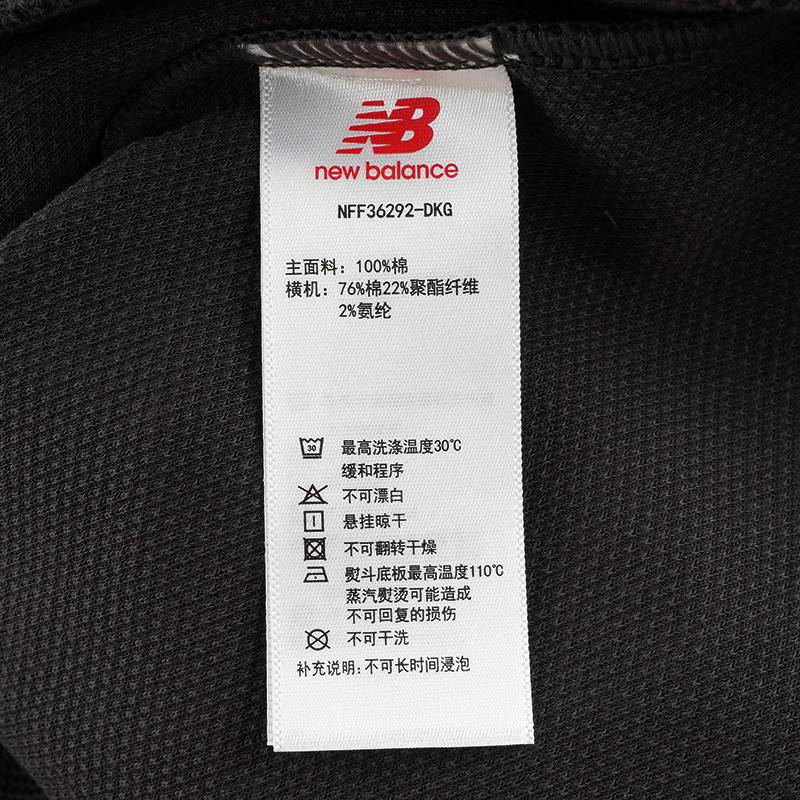 NB
new balance
NFF36292-DKG
主面料：100%棉
横机：76%棉22%聚酯纤维
2%氨纶
30
最高洗涤温度30℃
缓和程序
不可漂白
悬挂晾干
不可翻转干燥
熨斗底板最高温度110℃
蒸汽熨烫可能造成
不可回复的损伤
不可干洗
补充说明:不可长时间浸泡